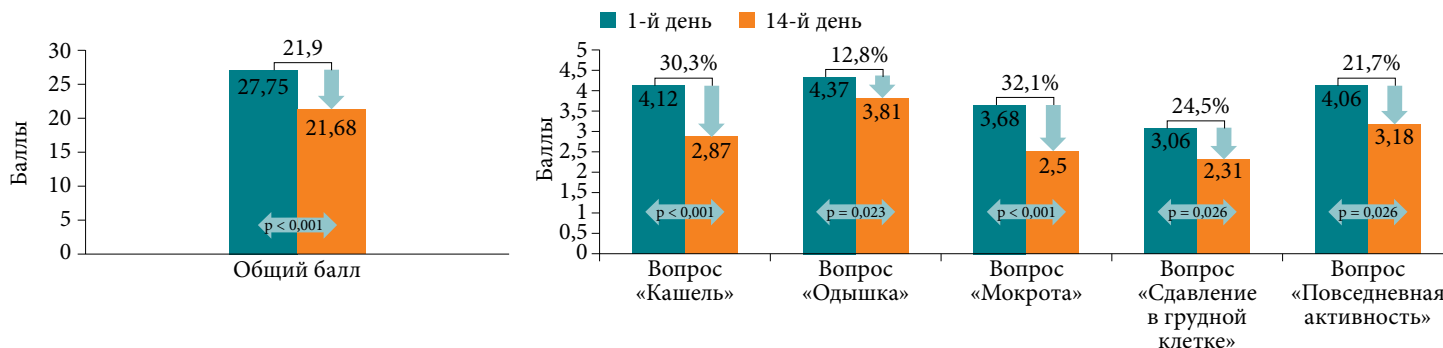 1-й день 14-й день
Баллы
30
25
20
15
10
5
0
21,9
27,75
21,68
p < 0,001
Общий балл
Баллы
5
4,5
4
3,5
3
2,5
2
1,5
1
0,5
0
30,3%
4,12
2,87
p < 0,001
Вопрос
«Кашель»
12,8%
4,37
3,81
p = 0,023
Вопрос
«Одышка»
32,1%
3,68
2,5
p < 0,001
Вопрос
«Мокрота»
24,5%
3,06
2,31
p = 0,026
Вопрос
«Сдавление
в грудной
клетке»
21,7%
4,06
3,18
p = 0,026
Вопрос
«Повседневная
активность»